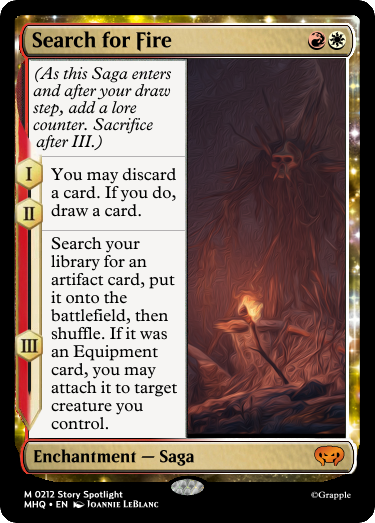 Search for Fire
(As this Saga enters
and after your draw
step, add a lore
counter. Sacrifice
after III.)
I
You may discard
a card. If you do,
draw a card.
II
Search your
library for an
artifact card, put
it onto the
battlefield, then
shuffle. If it was
an Equipment
card, you may
attach it to target
creature you
control.
III
Enchantment — Saga
M 0212 Story Spotlight
MHQ • EN Joannie LeBlanc
©Grapple